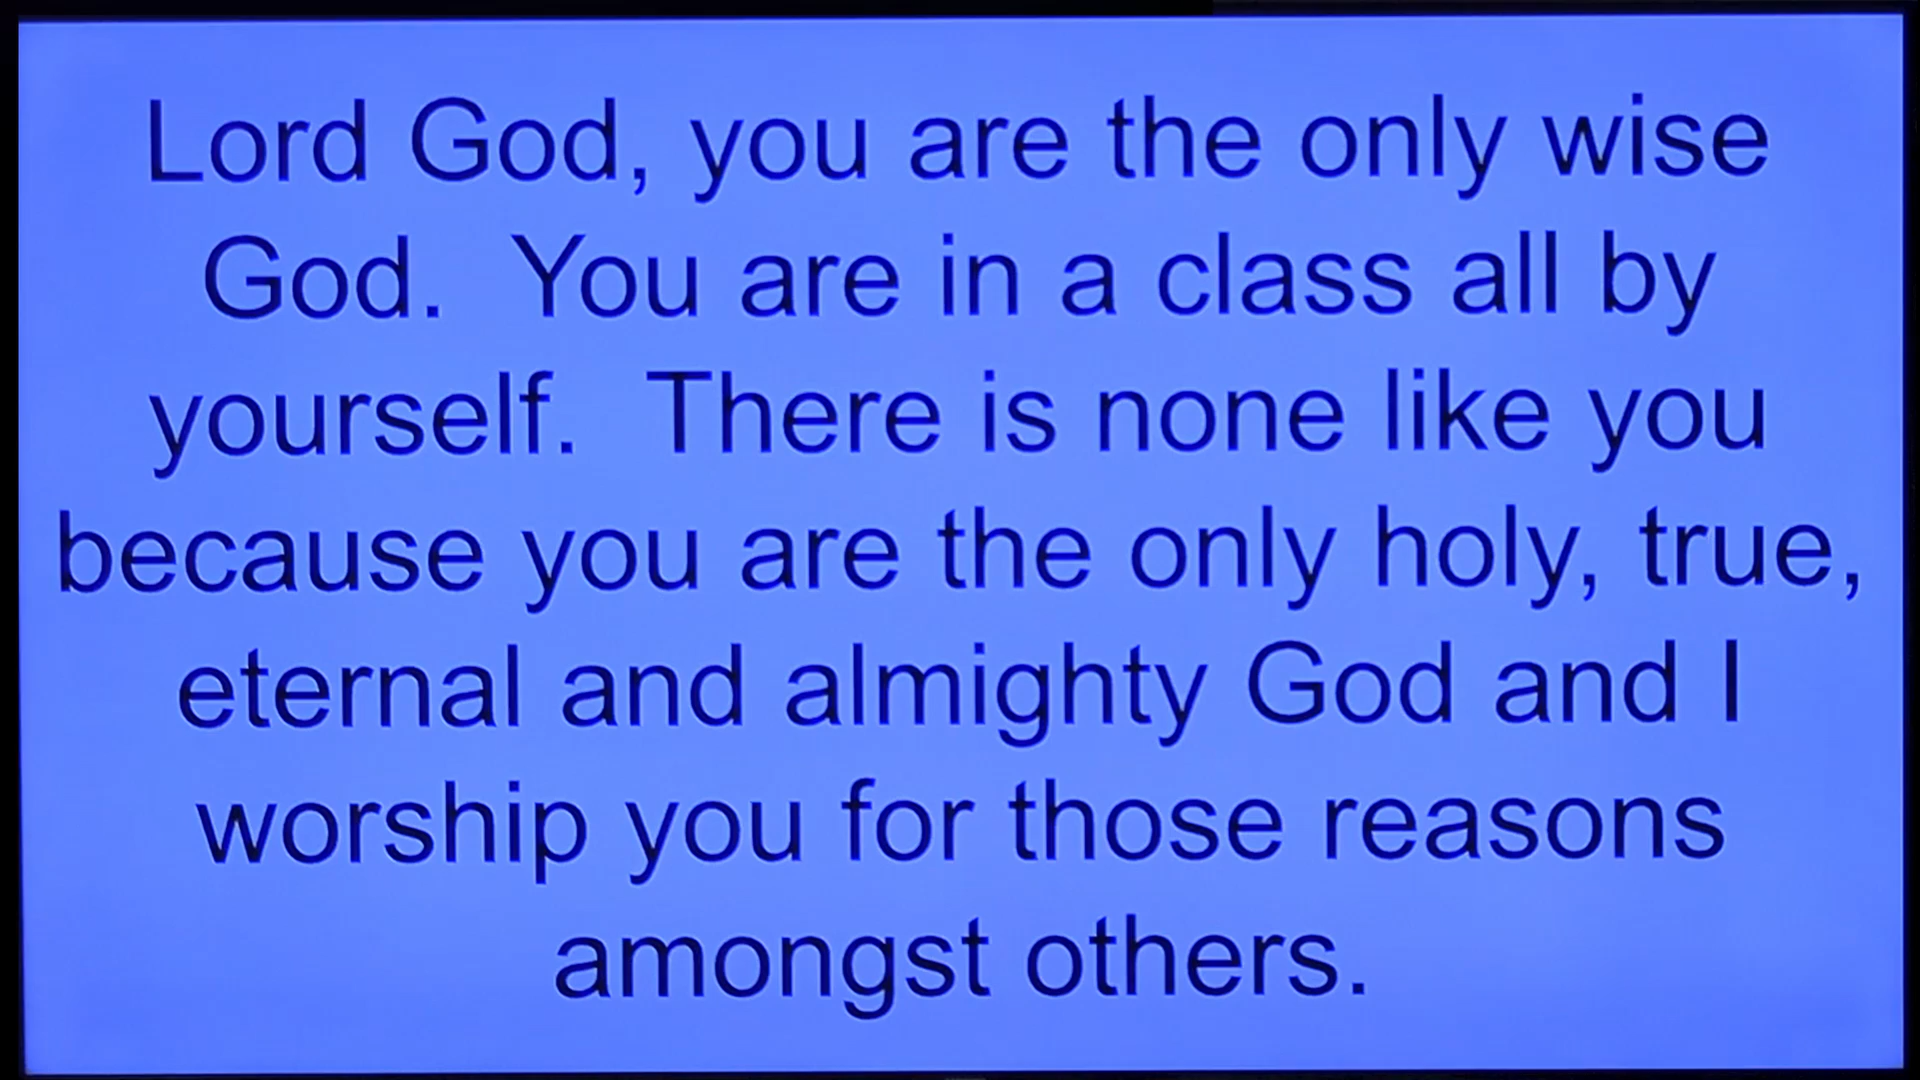 Lord God, you are the only wise
God.  You are in a class all by
yourself.  There is none like you
because you are the only holy, true,
eternal and almighty God and I
worship you for those reasons
amongst others.